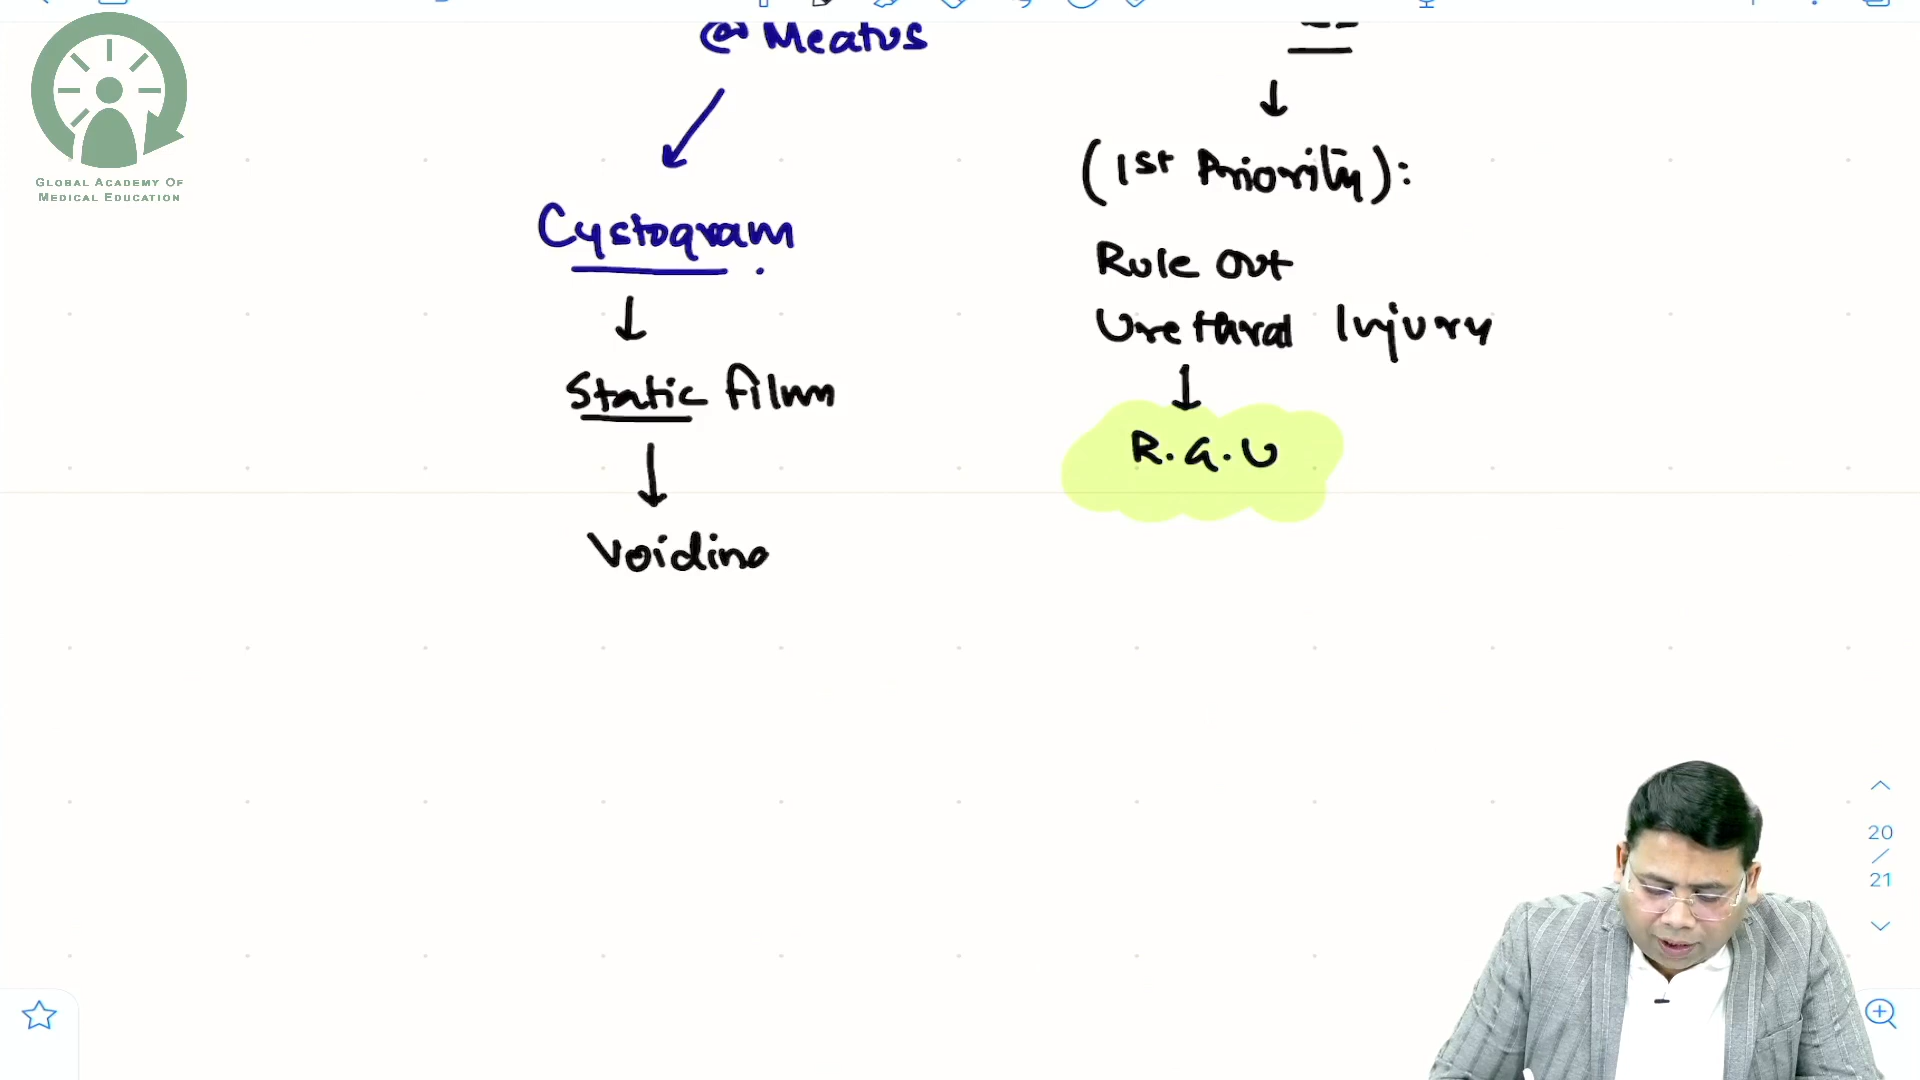 GLOBAL ACADEMY OF
MEDICAL EDUCATION
@ Meatus
Cystogram
Static Film
Voiding
(1st Priority):
Rule Out
Urethral Injury
R.G.U
20
/
21